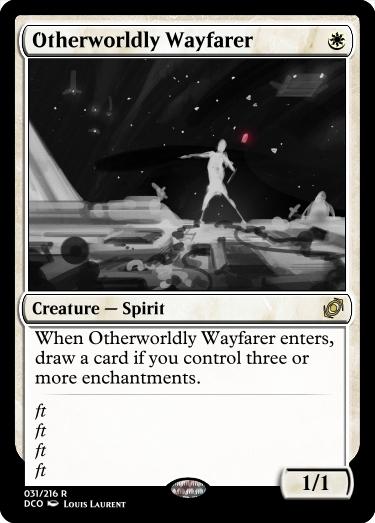 Otherworldly Wayfarer
Creature — Spirit
When Otherworldly Wayfarer enters,
draw a card if you control three or
more enchantments.
ft
ft
ft
ft
1/1
031/216 R
DCO Louis Laurent